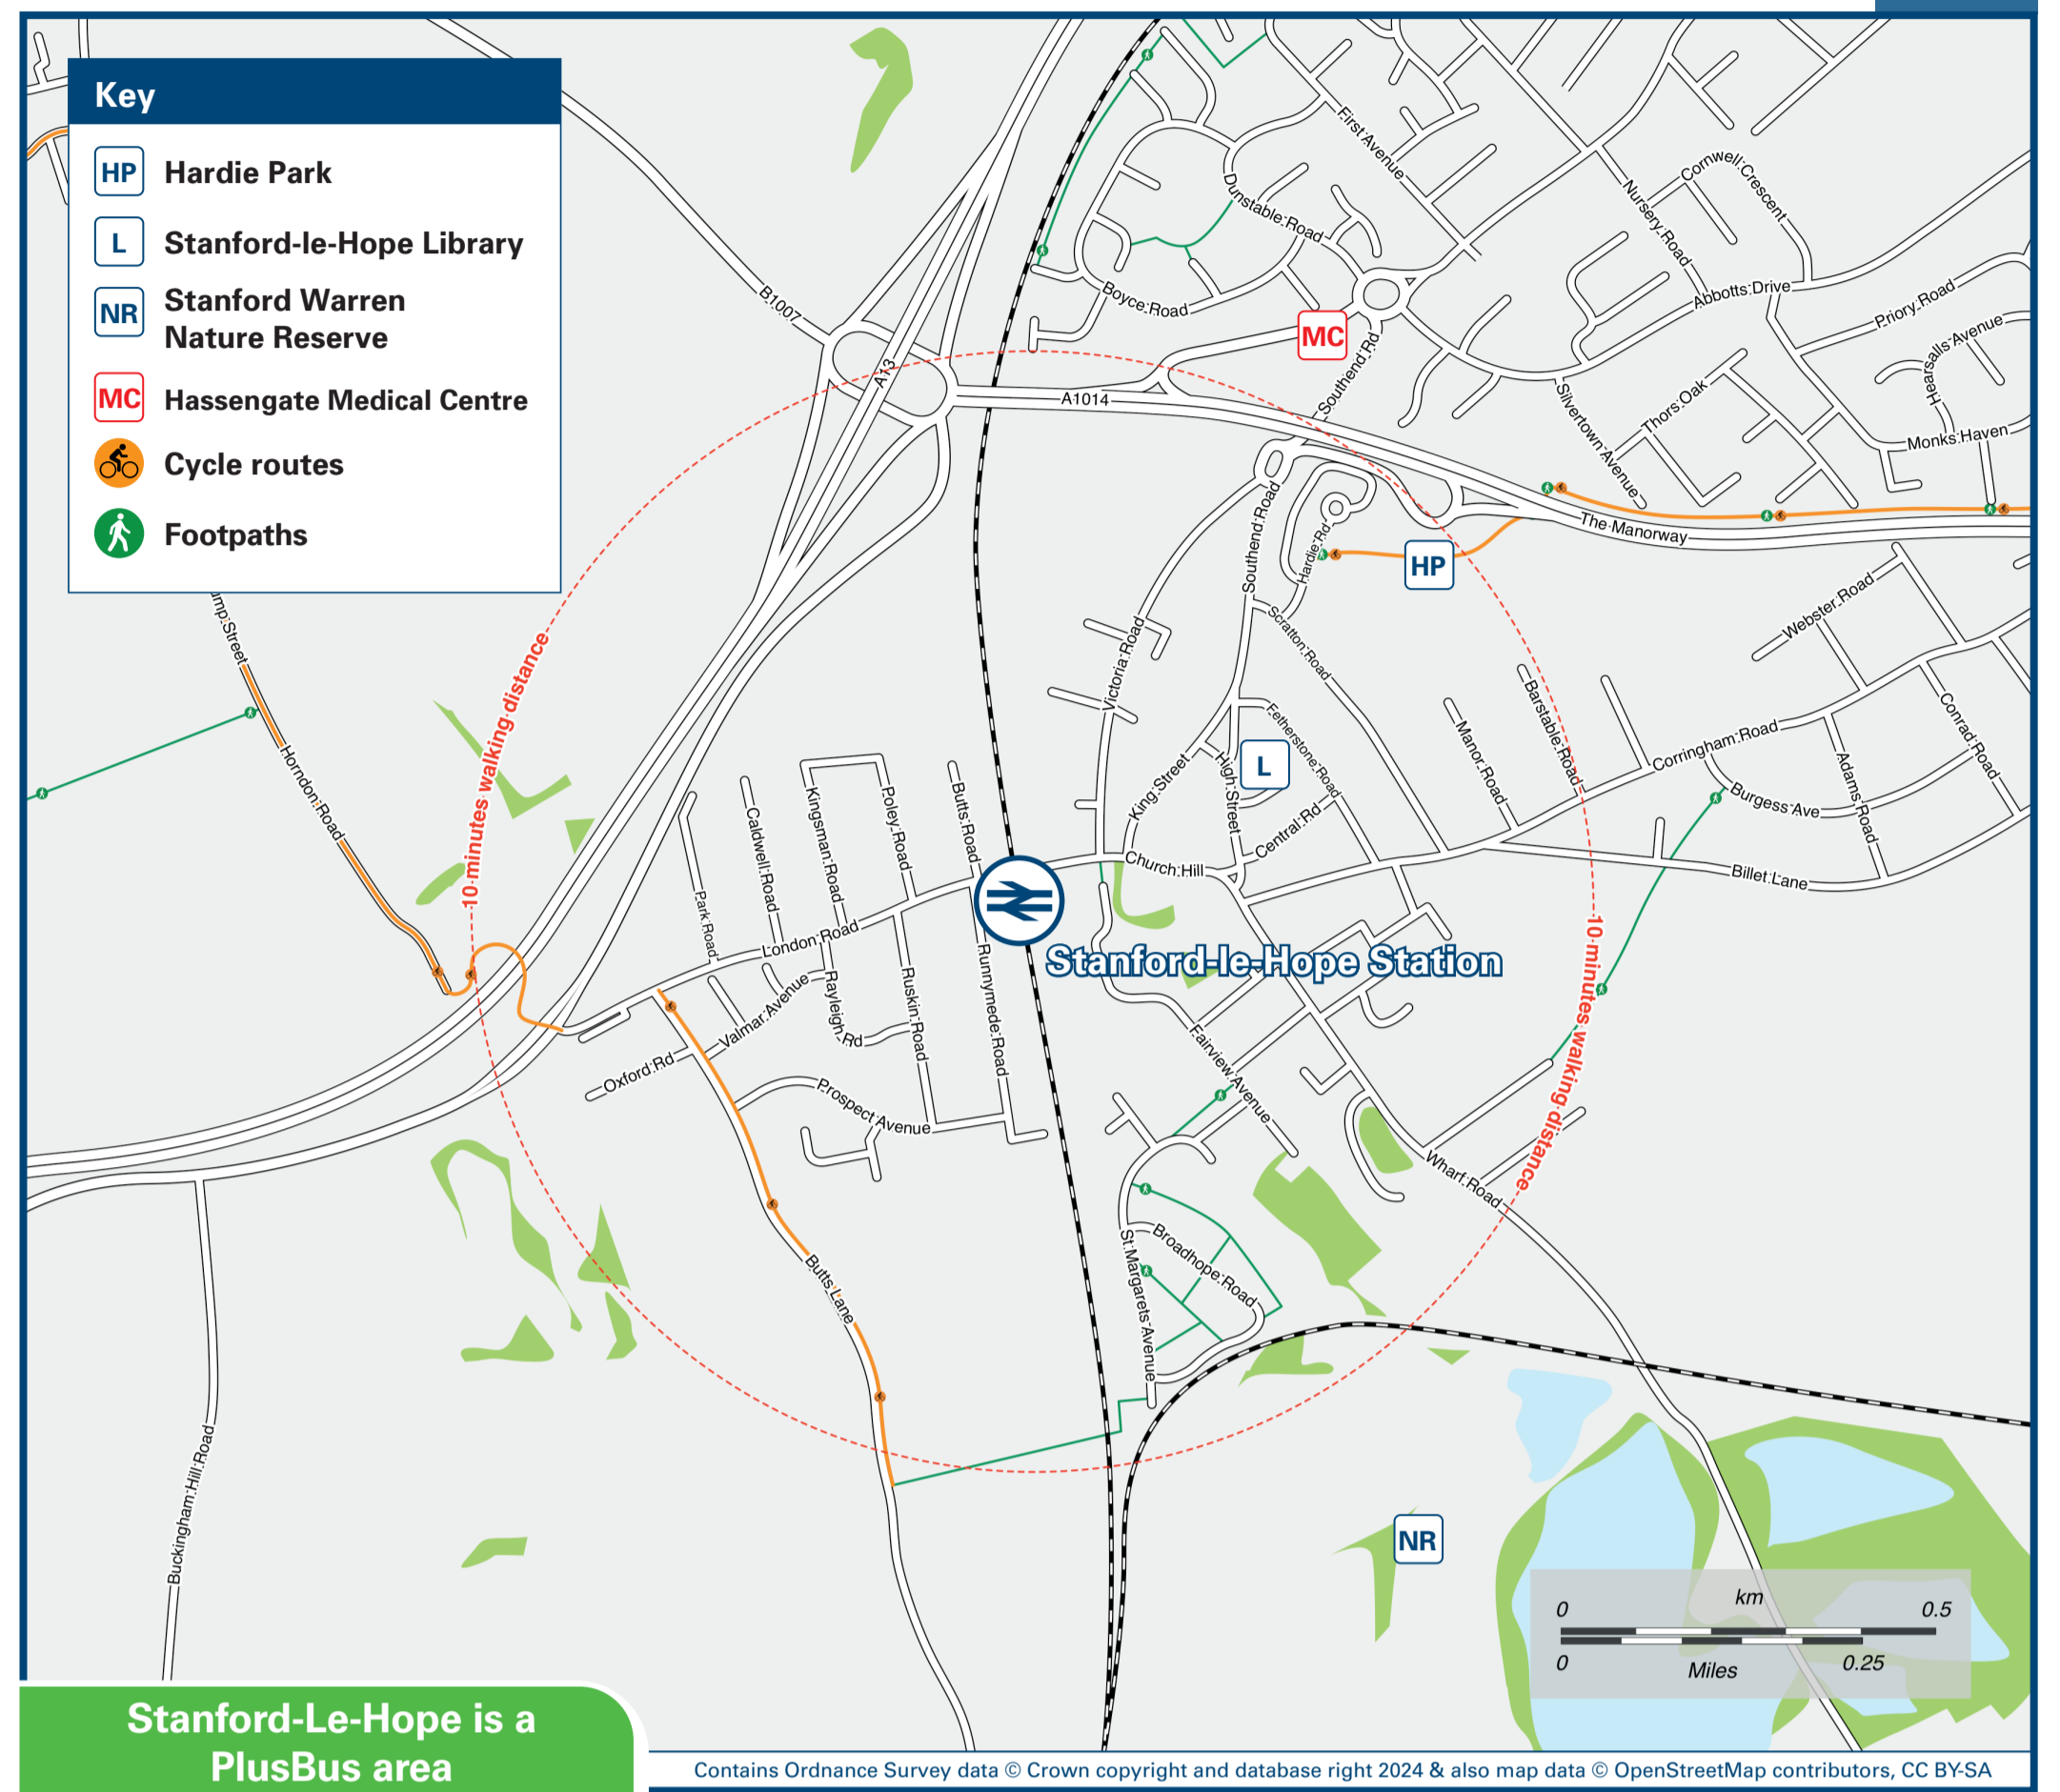 Key
HP Hardie Park
L Stanford-le-Hope Library
NR Stanford Warren
Nature Reserve
MC Hassengate Medical Centre
Cycle routes
Footpaths
First Avenue
Dunstable Road
Boyce Road
Cornwell Crescent
Nursery Road
Abbotts Drive
Priory Road
Hearsalls Avenue
Monks Haven
Thors Oak
Silvertown Avenue
B1007
A13
A1014
MC
Southend Rd
The Manorway
HP
Hardie Rd
Southend Road
Scratton Road
Victoria Road
Webster Road
Conrad Road
Corringham Road
Barstable Road
Manor Road
Burgess Ave
Adams Road
Billet Lane
Fetherstone Road
L
High Street
King Street
Central Rd
Church Hill
ump Street
Horndon Road
10 minutes walking distance
Butts Road
Poley Road
Kingsman Road
Caldwell Road
Park Road
London Road
Stanford-le-Hope Station
10 minutes walking distance
Runnymede Road
Ruskin Road
Rayleigh Rd
Valmar Avenue
Oxford Rd
Prospect Avenue
Fairview Avenue
Wharf Road
Butts Lane
Broadhope Road
St Margarets Avenue
Buckingham Hill Road
NR
km
0 0.5
0 0.25
Miles
Stanford-Le-Hope is a
PlusBus area
Contains Ordnance Survey data © Crown copyright and database right 2024 & also map data © OpenStreetMap contributors, CC BY-SA